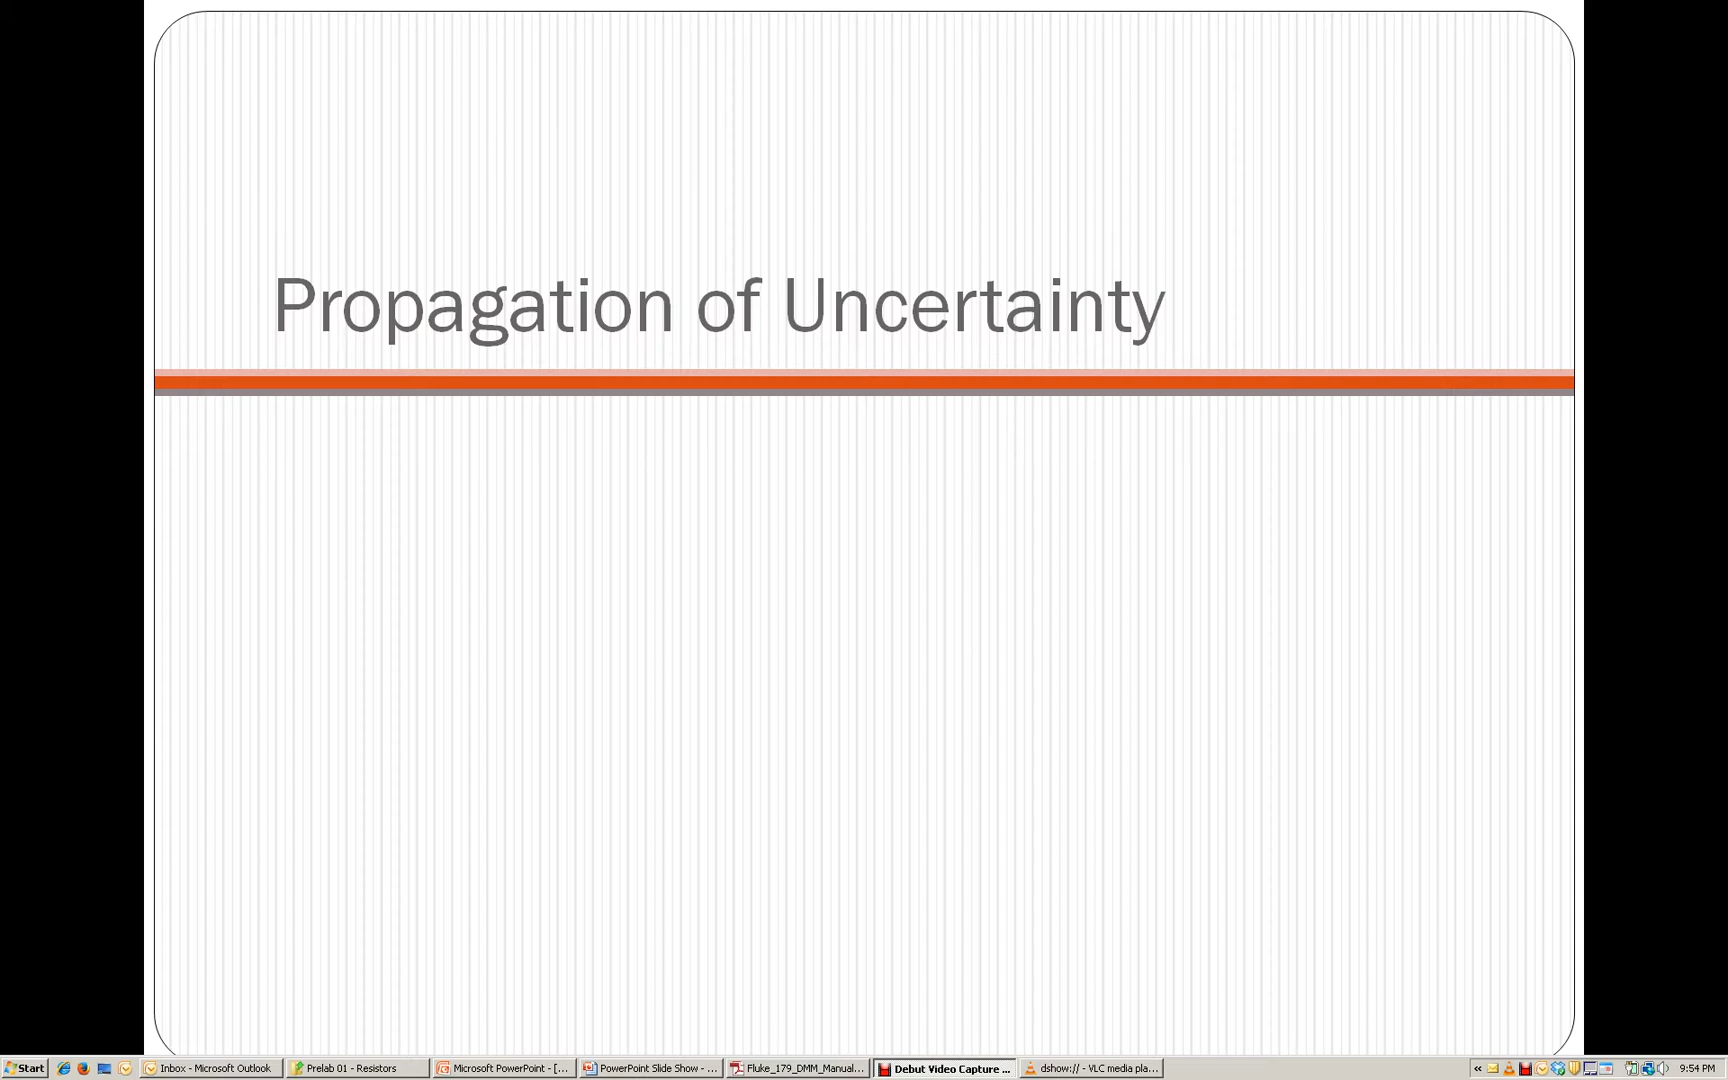 Propagation of Uncertainty
Start
Inbox - Microsoft Outlook
Prelab 01 - Resistors
Microsoft PowerPoint - [...
PowerPoint Slide Show - ...
Fluke_179_DMM_Manual...
Debut Video Capture ...
dshow:// - VLC media pla...
«
9:54 PM